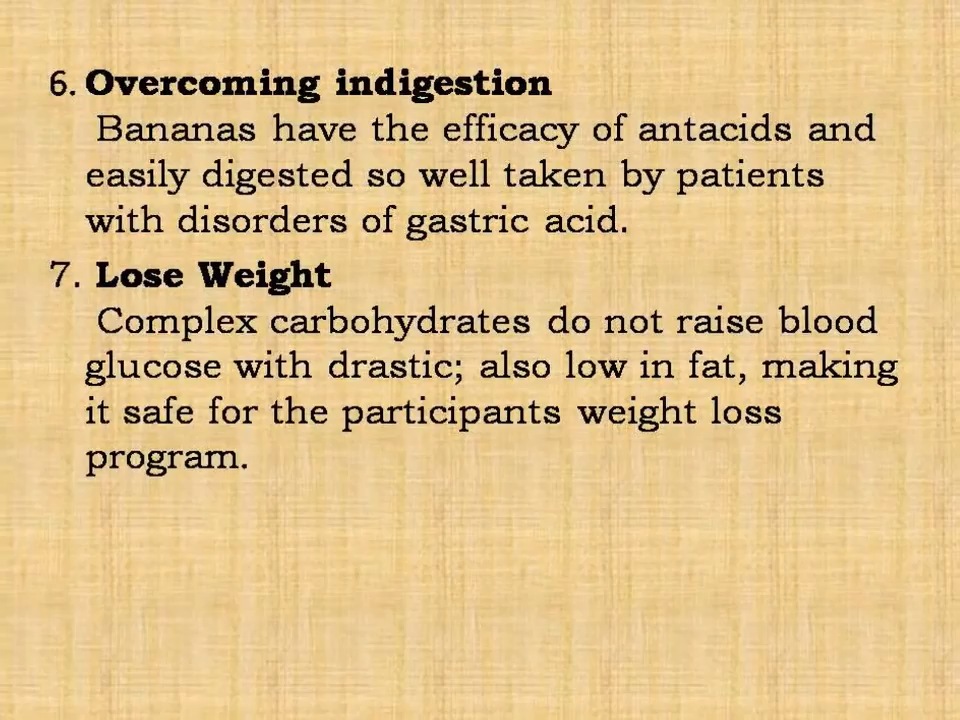 6. Overcoming indigestion
Bananas have the efficacy of antacids and
easily digested so well taken by patients
with disorders of gastric acid.
7. Lose Weight
Complex carbohydrates do not raise blood
glucose with drastic; also low in fat, making
it safe for the participants weight loss
program.